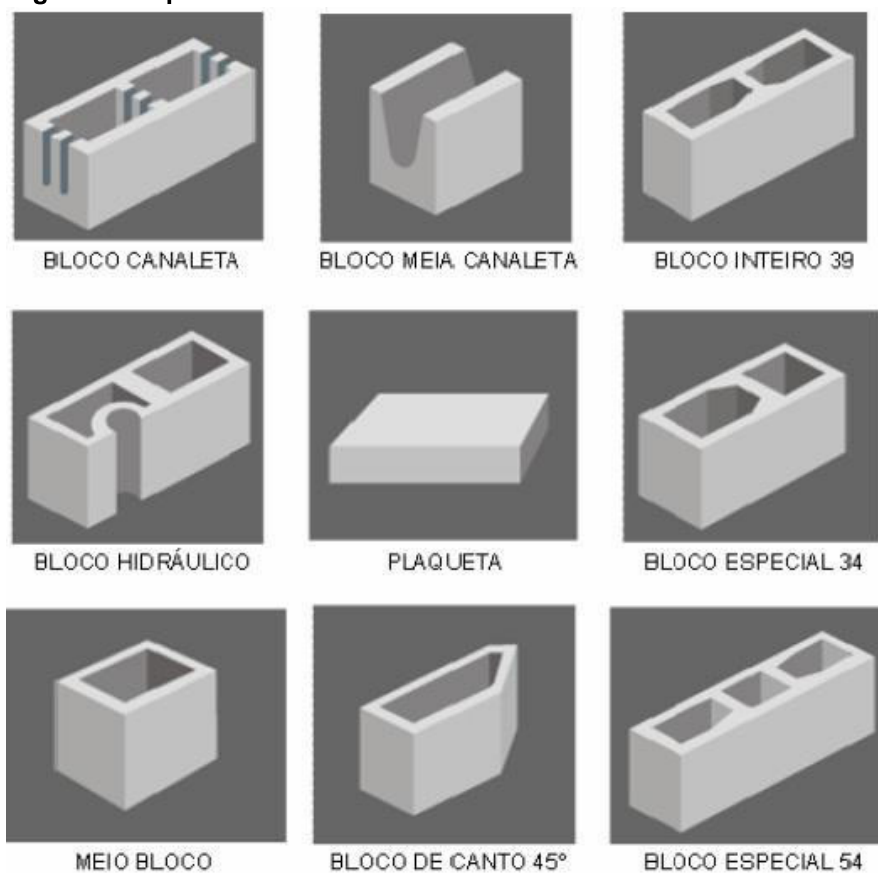 BLOCO CANALETA
BLOCO MEIA CANALETA
BLOCO INTEIRO 39
BLOCO HIDRÁULICO
PLAQUETA
BLOCO ESPECIAL 34
MEIO BLOCO
BLOCO DE CANTO 45º
BLOCO ESPECIAL 54